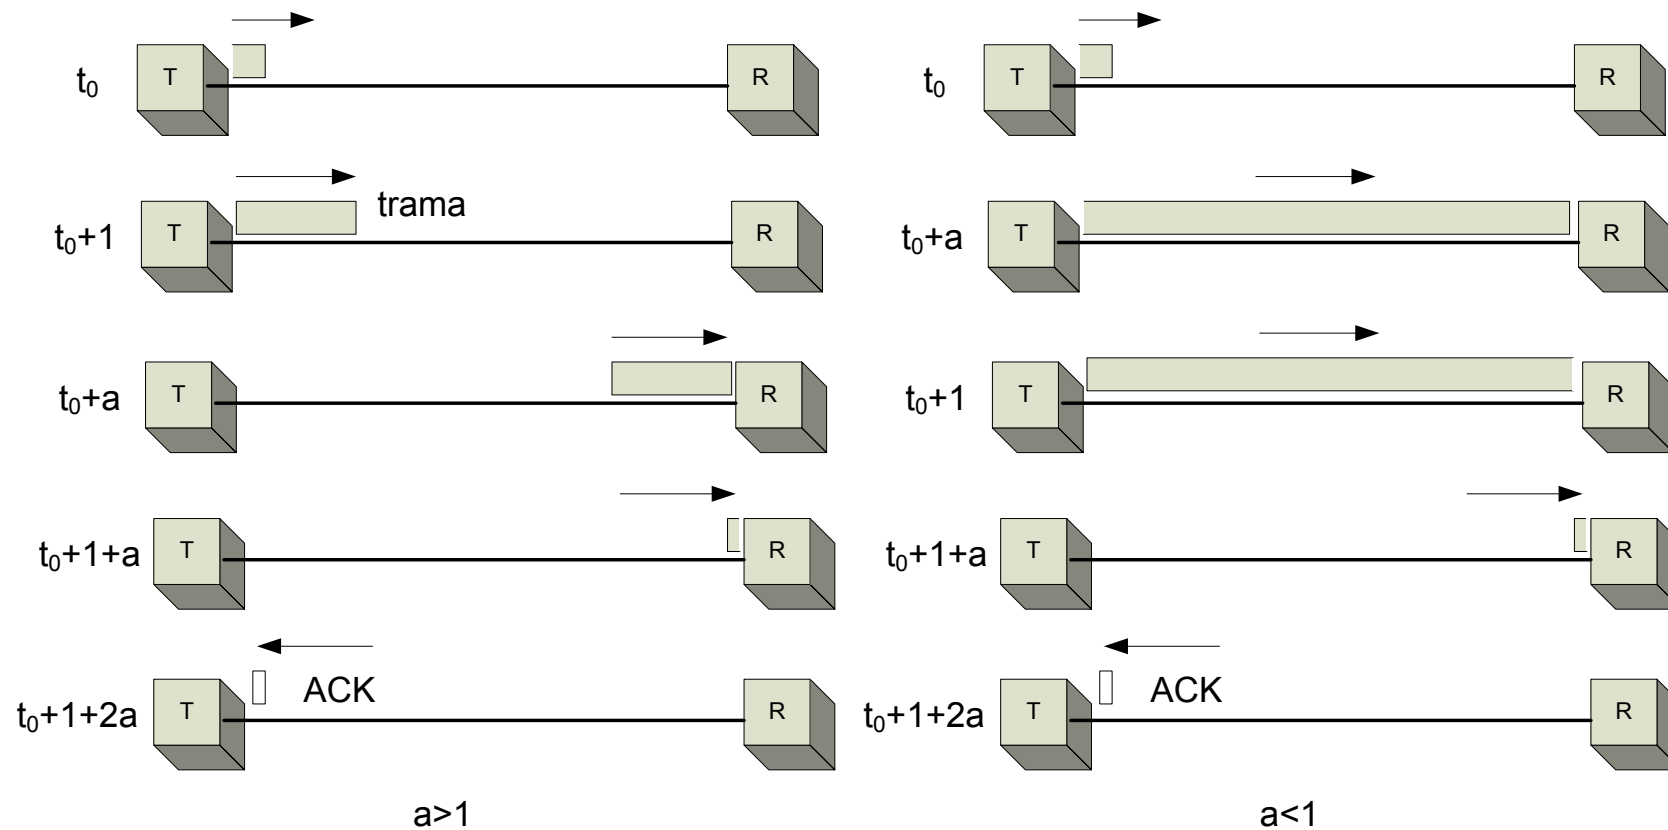 t₀ T R
t₀+1 T trama R
t₀+a T R
t₀+1+a T R
t₀+1+2a T ACK R
a>1
t₀ T R
t₀+a T R
t₀+1 T R
t₀+1+a T R
t₀+1+2a T ACK R
a<1